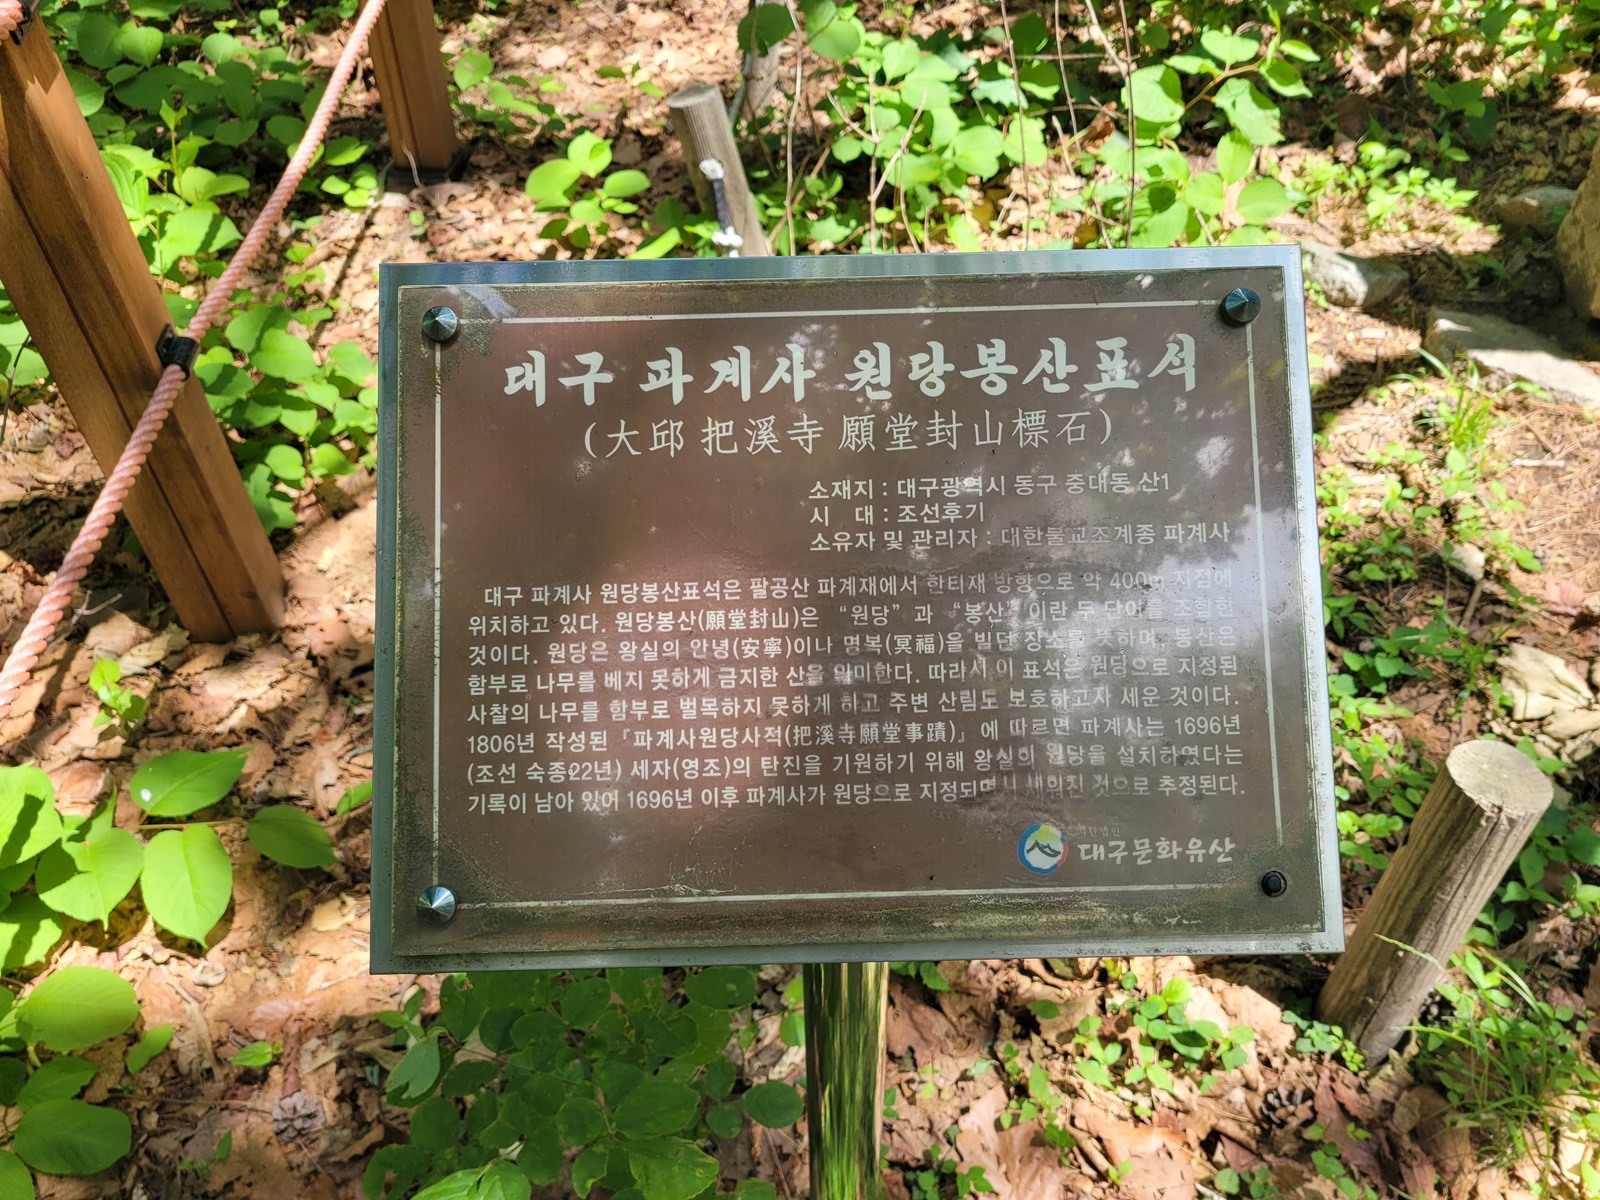 대구 파계사 원당봉산표석
(大邱 把溪寺 願堂封山標石)
소재지 : 대구광역시 동구 중대동 산1
시 대 : 조선후기
소유자 및 관리자 : 대한불교조계종 파계사
대구 파계사 원당봉산표석은 팔공산 파계재에서 한티재 방향으로 약 400m 지점에
위치하고 있다. 원당봉산(願堂封山)은 “원당”과 “봉산”이란 두 단어를 조합한
것이다. 원당은 왕실의 안녕(安寧)이나 명복(冥福)을 빌던 장소를 뜻하며, 봉산은
함부로 나무를 베지 못하게 금지한 산을 의미한다. 따라서 이 표석은 원당으로 지정된
사찰의 나무를 함부로 벌목하지 못하게 하고 주변 산림도 보호하고자 세운 것이다.
1806년 작성된 『파계사원당사적(把溪寺願堂事蹟)』에 따르면 파계사는 1696년
(조선 숙종22년) 세자(영조)의 탄진을 기원하기 위해 왕실의 원당을 설치하였다는
기록이 남아 있어 1696년 이후 파계사가 원당으로 지정되면서 세워진 것으로 추정된다.
재단법인
대구문화유산